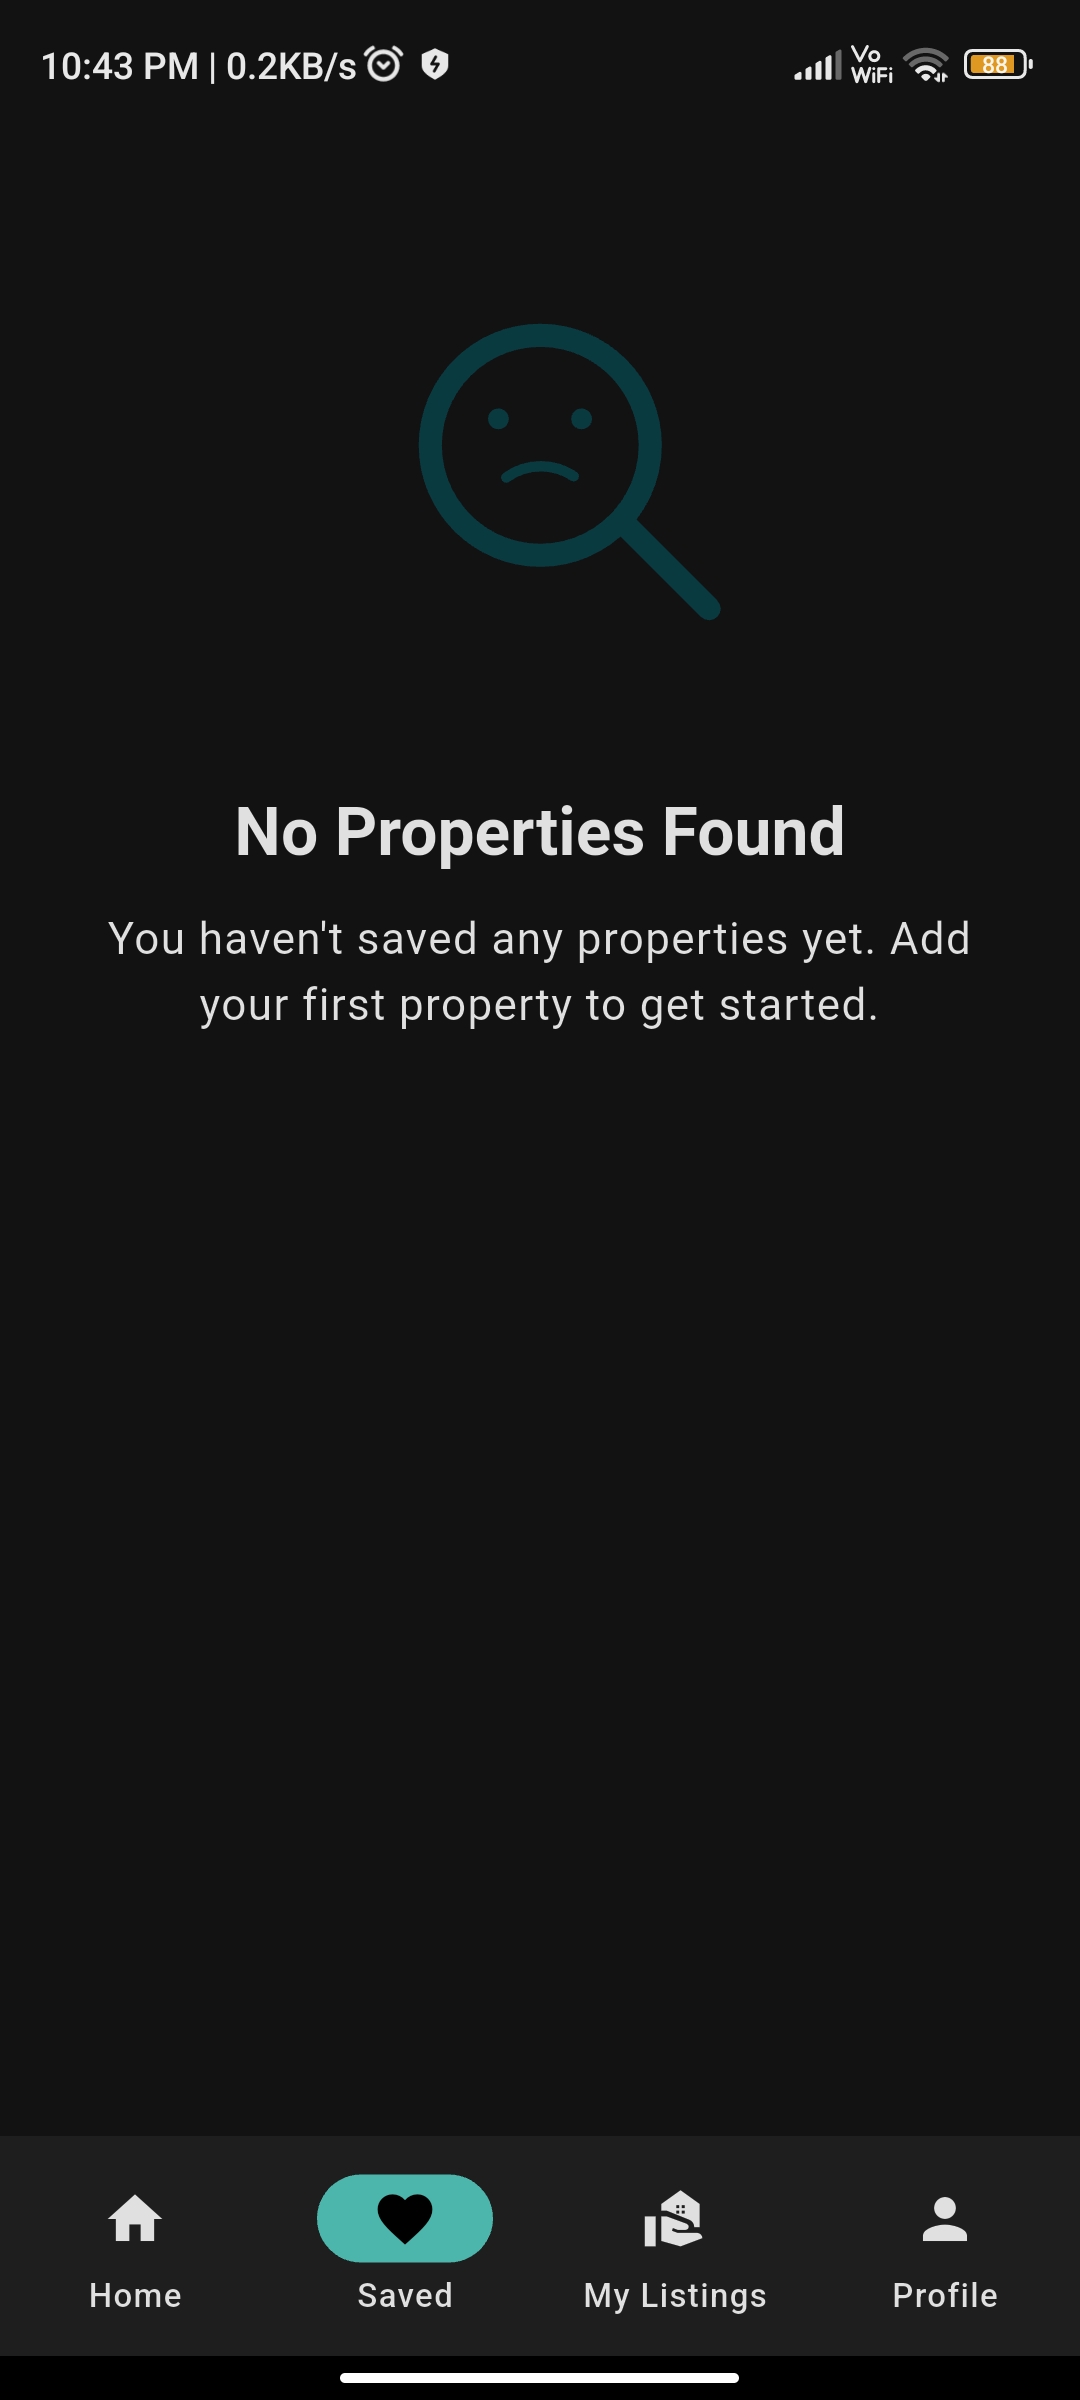 10:43 PM | 0.2KB/s
Vo
WiFi
88
No Properties Found
You haven't saved any properties yet. Add
your first property to get started.
Home
Saved
My Listings
Profile